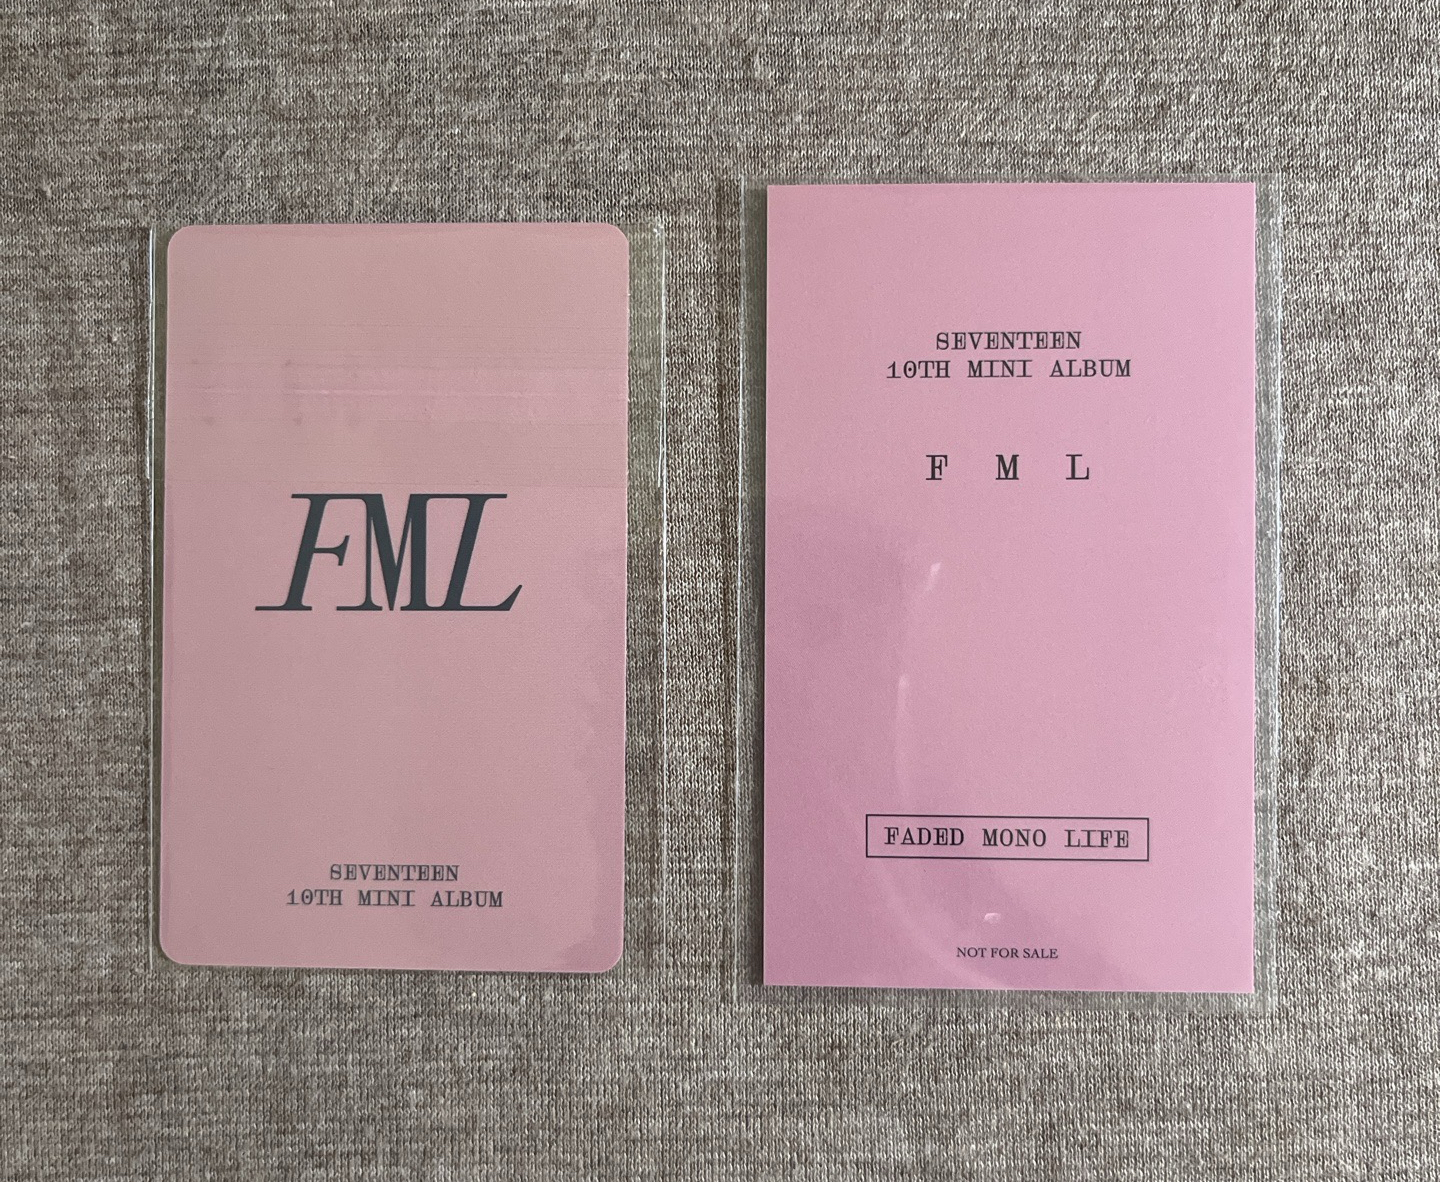 FML
SEVENTEEN
10TH MINI ALBUM
SEVENTEEN
10TH MINI ALBUM
F M L
FADED MONO LIFE
NOT FOR SALE